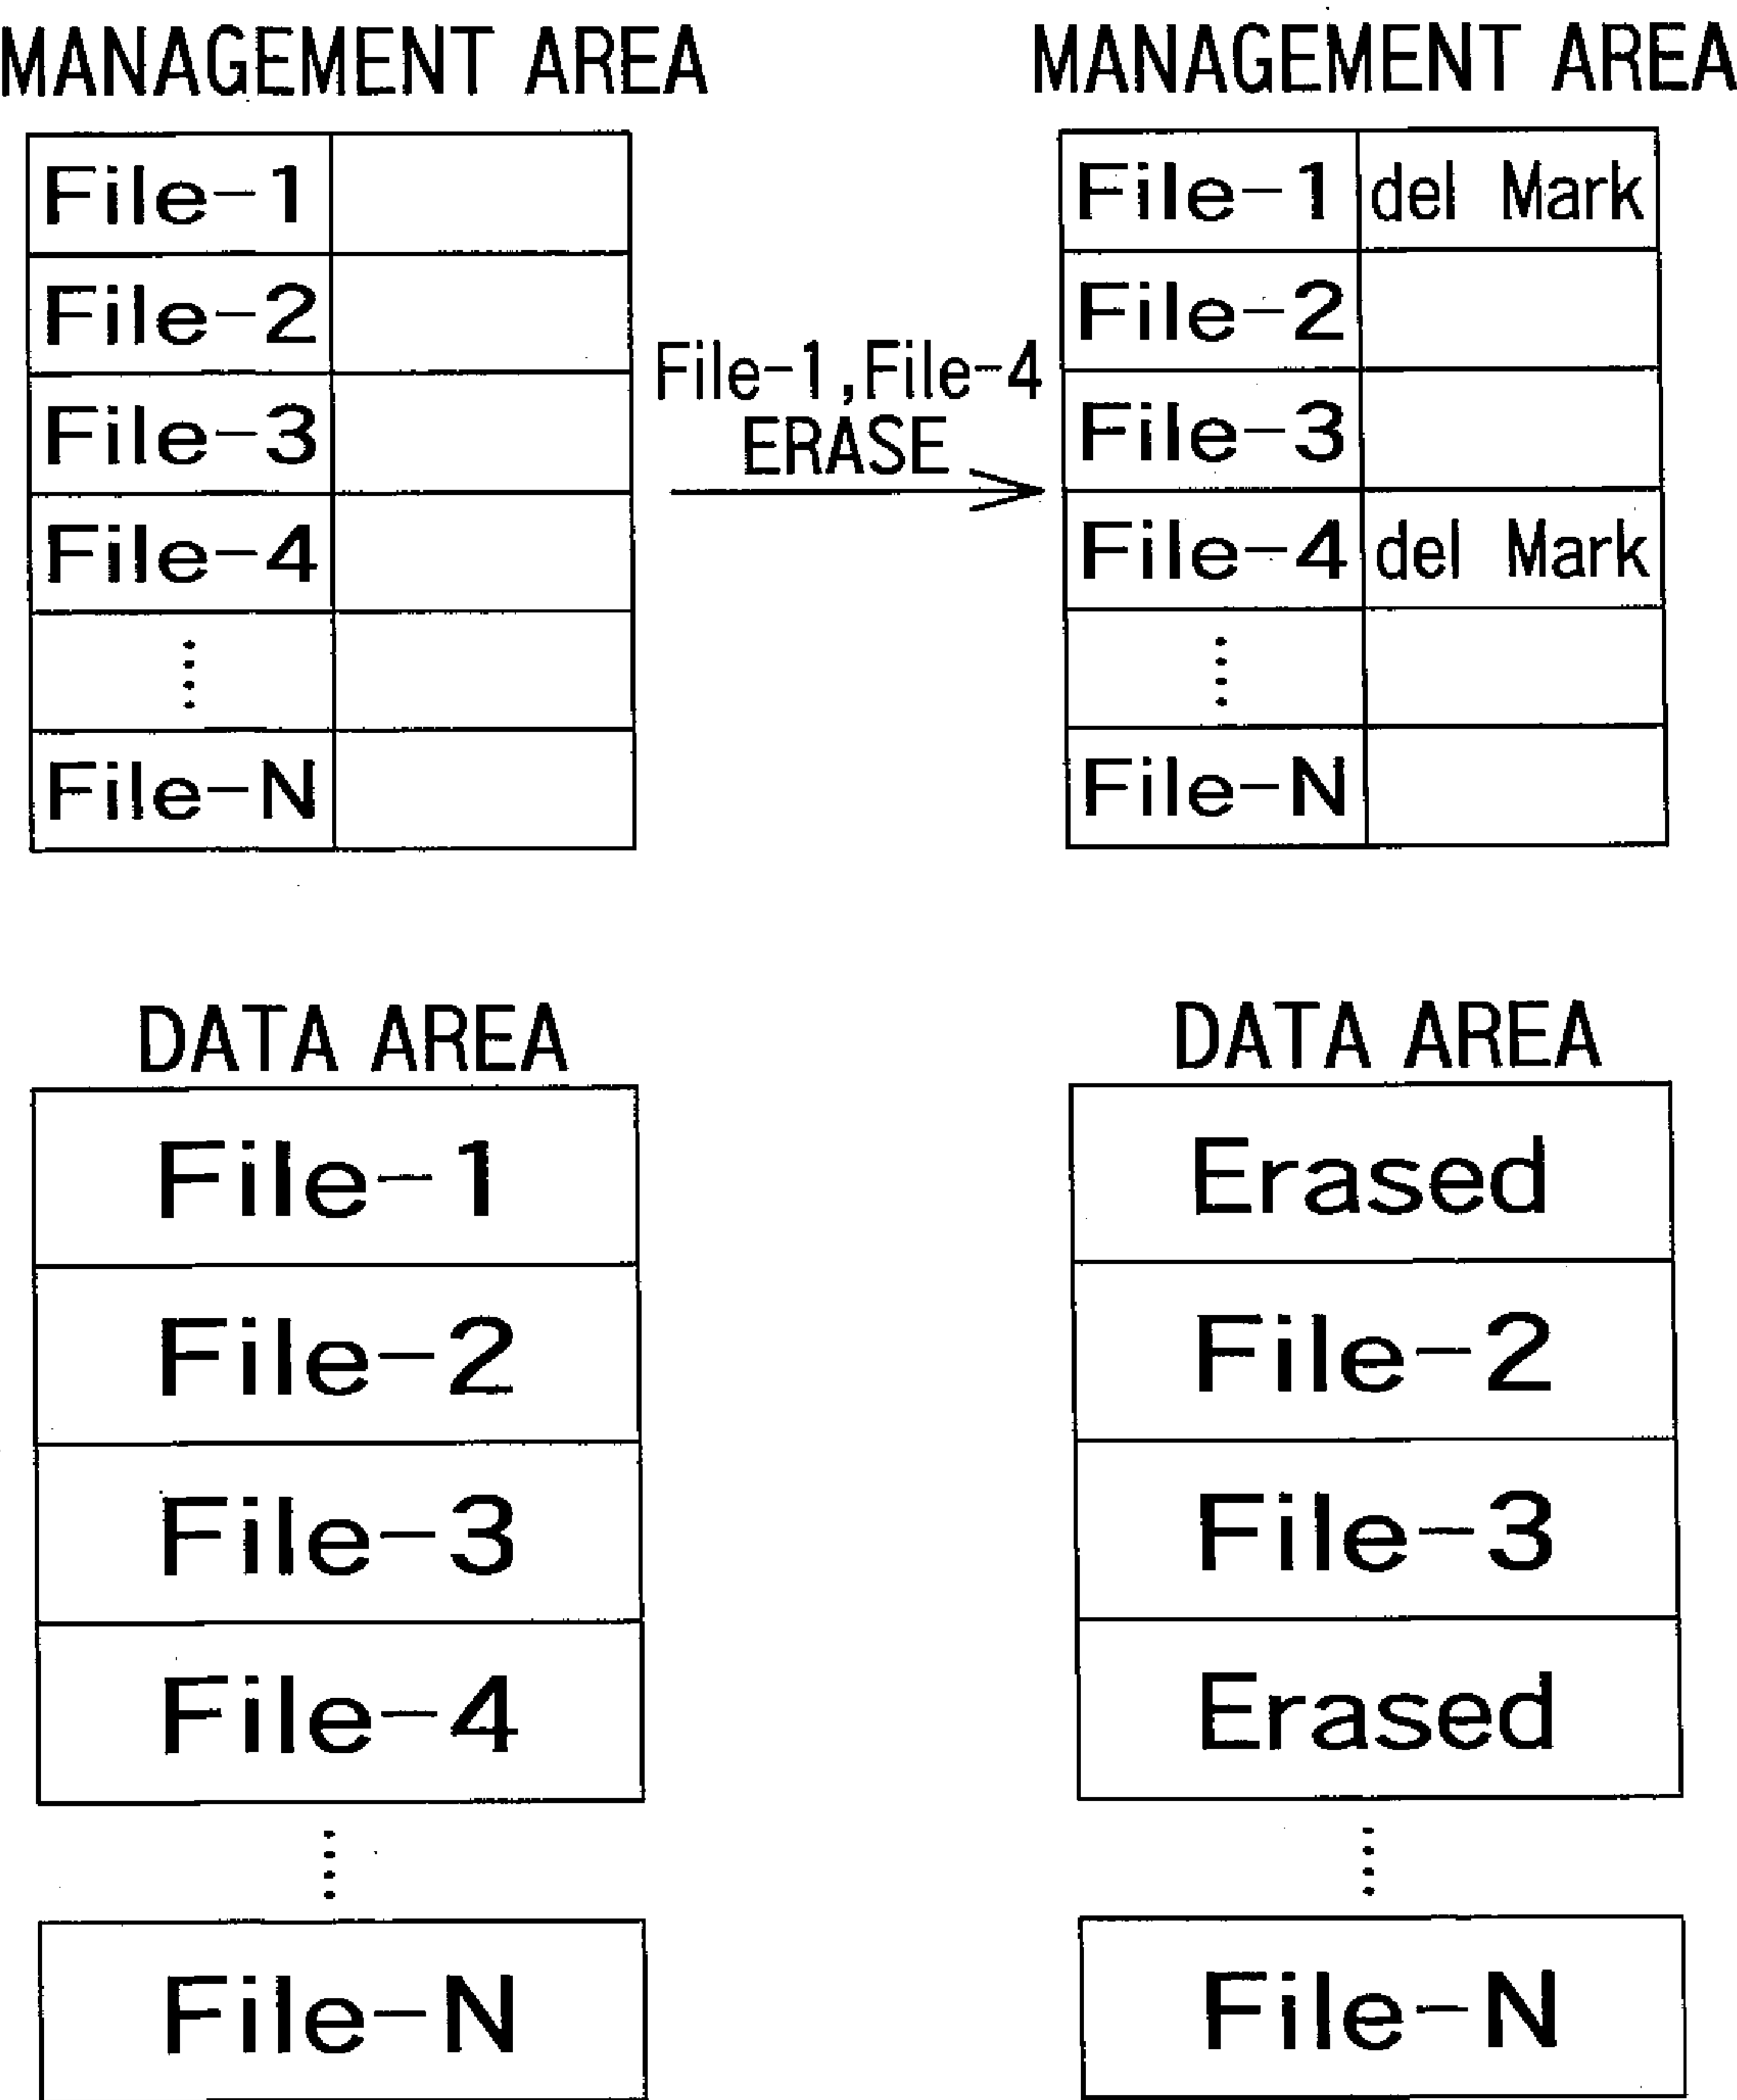 MANAGEMENT AREA
File-1
File-2
File-3
File-4
File-N
File-1,File-4
ERASE
MANAGEMENT AREA
File-1 del Mark
File-2
File-3
File-4 del Mark
File-N
DATA AREA
File-1
File-2
File-3
File-4
File-N
DATA AREA
Erased
File-2
File-3
Erased
File-N